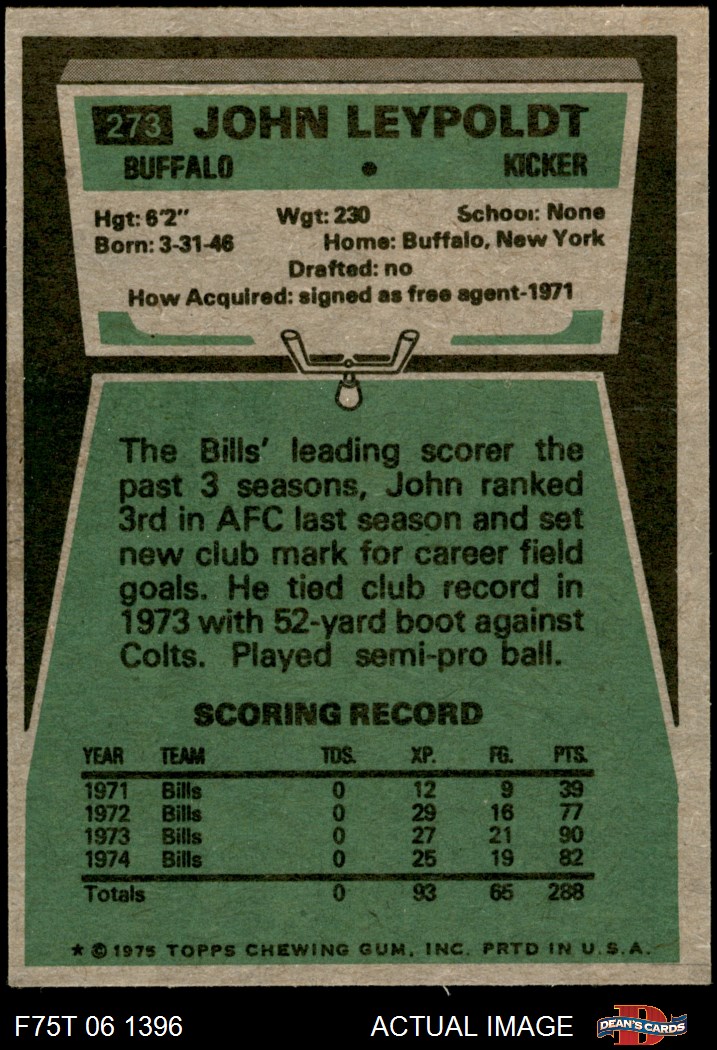 273 JOHN LEYPOLDT
BUFFALO • KICKER
Hgt: 6'2" Wgt: 230 School: None
Born: 3-31-46 Home: Buffalo, New York
Drafted: no
How Acquired: signed as free agent-1971
The Bills' leading scorer the
past 3 seasons, John ranked
3rd in AFC last season and set
new club mark for career field
goals. He tied club record in
1973 with 52-yard boot against
Colts. Played semi-pro ball.
SCORING RECORD
YEAR TEAM TDS. XP. FG. PTS.
1971 Bills 0 12 9 39
1972 Bills 0 29 16 77
1973 Bills 0 27 21 90
1974 Bills 0 25 19 82
Totals 0 93 65 288
* © 1975 TOPPS CHEWING GUM, INC. PRTD IN U.S.A.
F75T 06 1396 ACTUAL IMAGE D DEAN'S CARDS